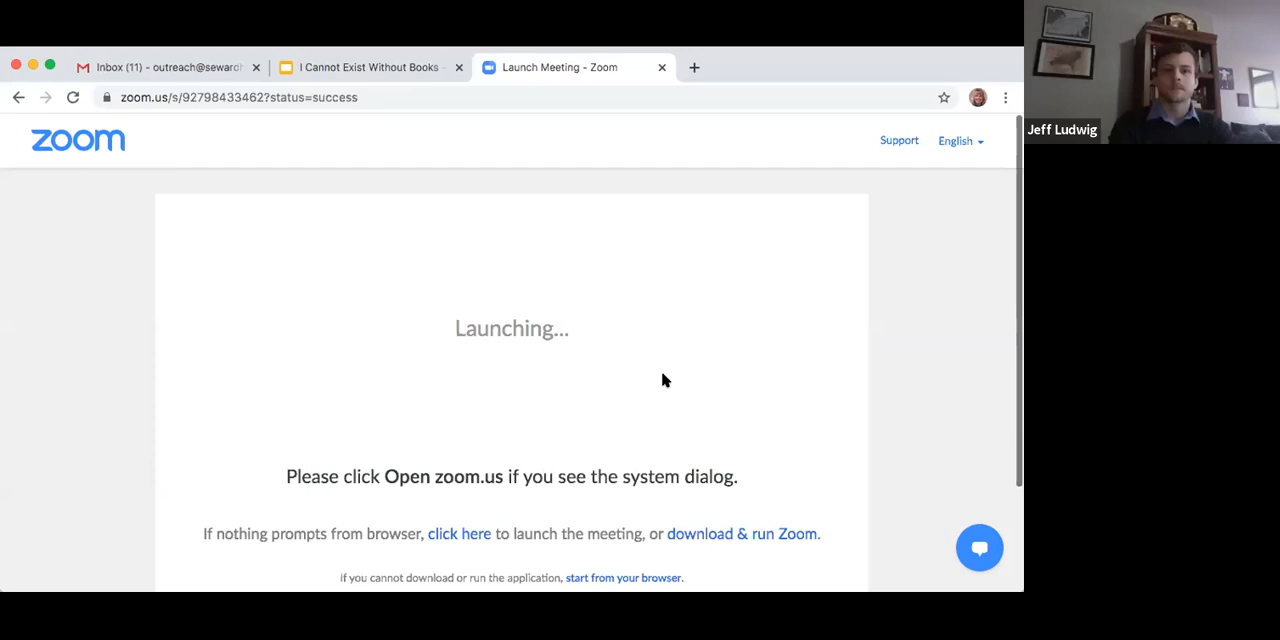 Inbox (11) - outreach@sewardh
I Cannot Exist Without Books -
Launch Meeting - Zoom
zoom.us/s/92798433462?status=success
zoom
Support
English
Launching...
Please click Open zoom.us if you see the system dialog.
If nothing prompts from browser, click here to launch the meeting, or download & run Zoom.
If you cannot download or run the application, start from your browser.
Jeff Ludwig